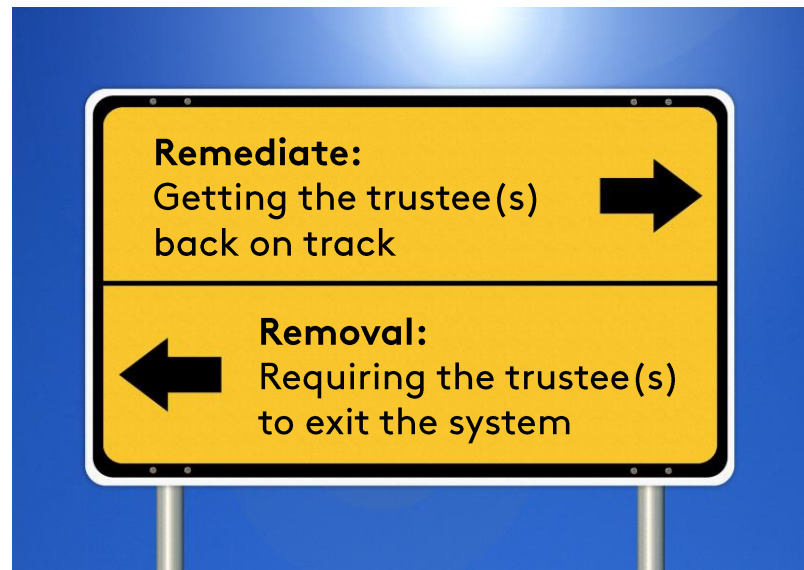 Remediate:
Getting the trustee(s)
back on track
Removal:
Requiring the trustee(s)
to exit the system